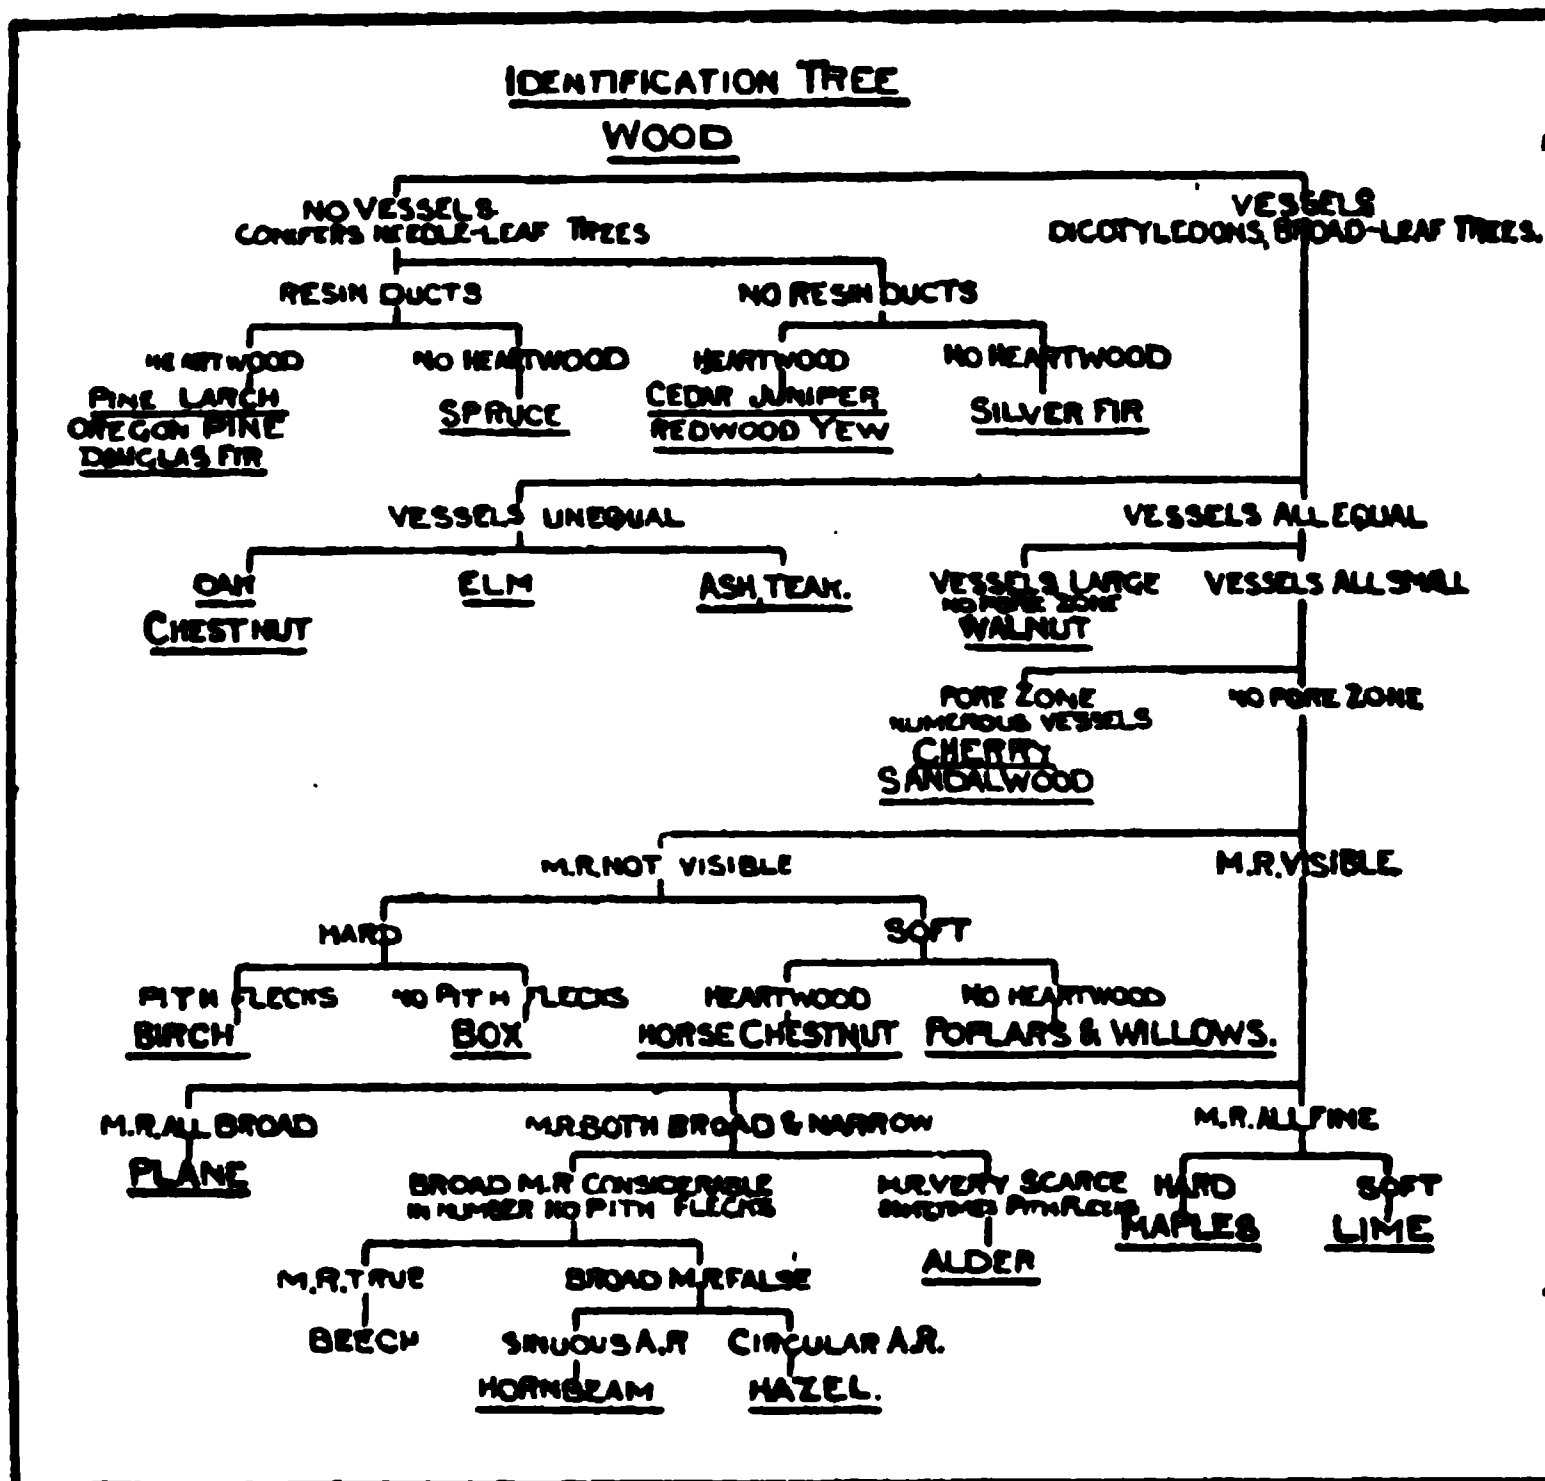 IDENTIFICATION TREE
WOOD
NO VESSELS
VESSELS
CONIFERS NEEDLE-LEAF TREES
DICOTYLEDONS, BROAD-LEAF TREES.
RESIN DUCTS
NO RESIN DUCTS
HEARTWOOD
NO HEARTWOOD
HEARTWOOD
NO HEARTWOOD
PINE LARCH
OREGON PINE
DOUGLAS FIR
SPRUCE
CEDAR JUNIPER
REDWOOD YEW
SILVER FIR
VESSELS UNEQUAL
VESSELS ALL EQUAL
OAK
CHESTNUT
ELM
ASH, TEAK.
VESSELS LARGE
NO PORE ZONE
WALNUT
VESSELS ALL SMALL
PORE ZONE
NUMEROUS VESSELS
CHERRY
SANDALWOOD
NO PORE ZONE
M.R. NOT VISIBLE
M.R. VISIBLE
HARD
SOFT
PITH FLECKS
BIRCH
NO PITH FLECKS
BOX
HEARTWOOD
HORSE CHESTNUT
NO HEARTWOOD
POPLARS & WILLOWS.
M.R. ALL BROAD
PLANE
M.R. BOTH BROAD & NARROW
M.R. ALL FINE
BROAD M.R CONSIDERABLE
IN NUMBER NO PITH FLECKS
M.R. VERY SCARCE
SOMETIMES PITH FLECKS
ALDER
HARD
MAPLES
SOFT
LIME
M.R. TRUE
BEECH
BROAD M.R FALSE
SINUOUS A.R
HORNBEAM
CIRCULAR A.R.
HAZEL.